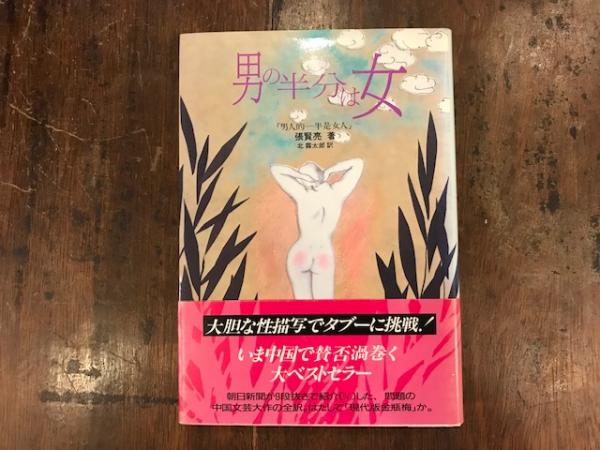 男の半分は女
「男人的一半是女人」
張賢亮 著
北 霖太郎 訳
大胆な性描写でタブーに挑戦！
いま中国で賛否渦巻く
大ベストセラー
朝日新聞が8段抜きで紹介した、問題の
中国文芸大作の全訳。はたして「現代版金瓶梅」か。